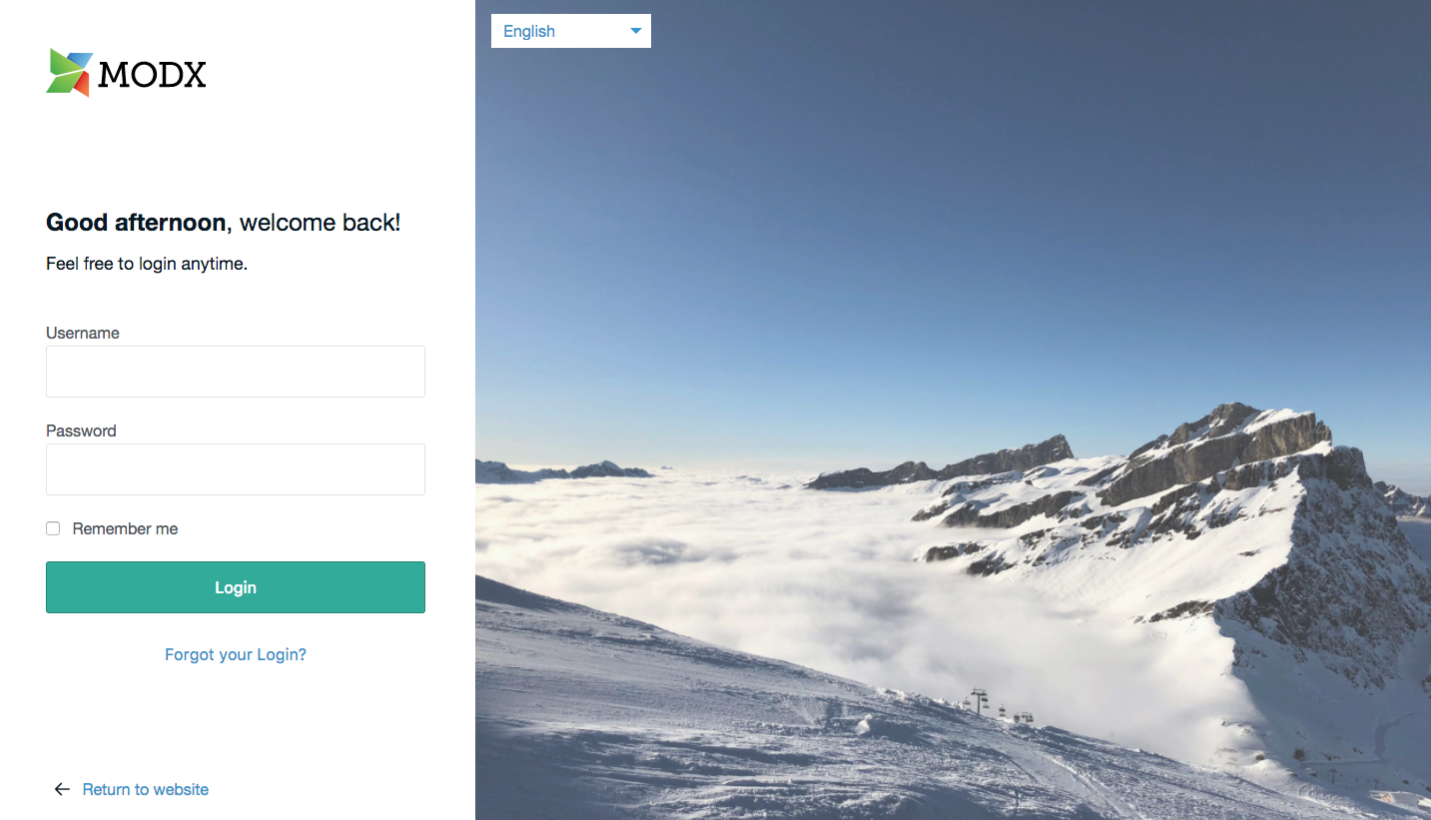 MODX
English
Good afternoon, welcome back!
Feel free to login anytime.
Username
Password
Remember me
Login
Forgot your Login?
Return to website